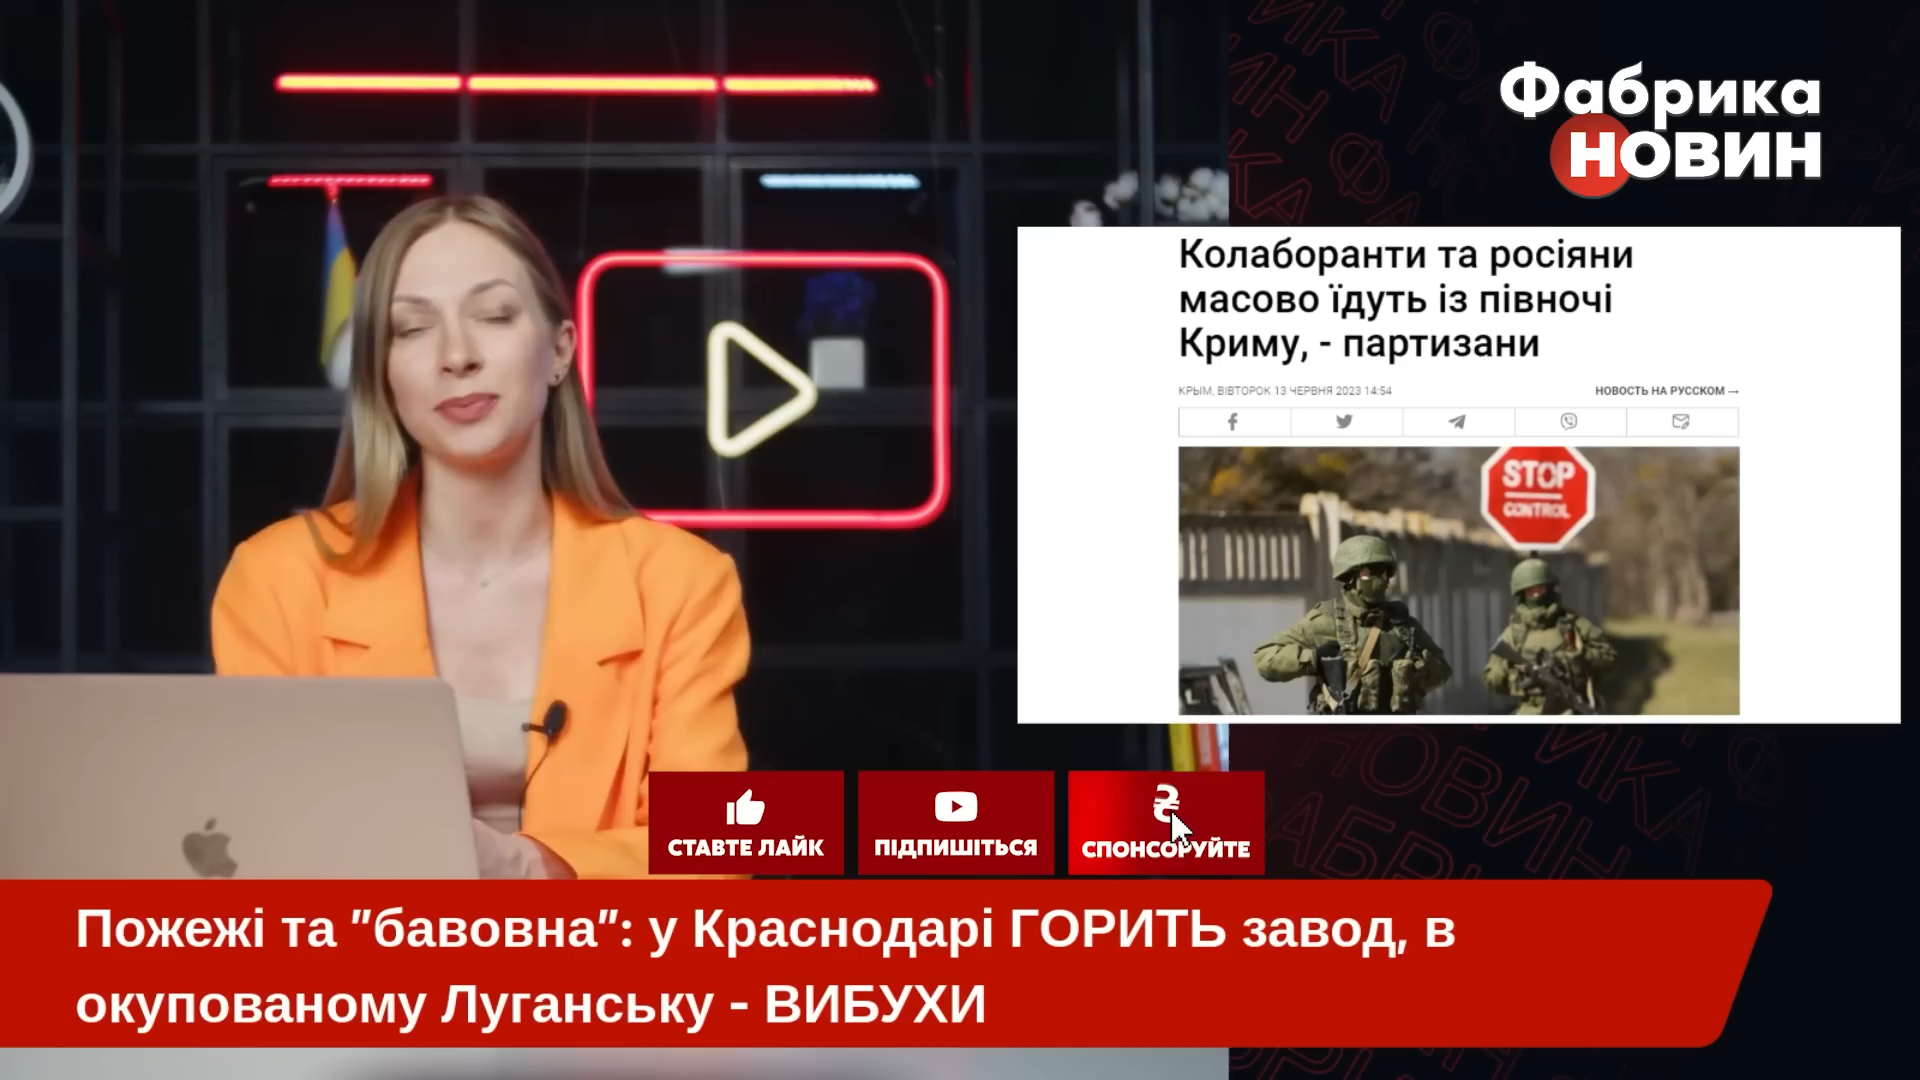 Фабрика
новин
Колаборанти та росіяни
масово їдуть із півночі
Криму, - партизани
КРЫМ, ВІВТОРОК 13 ЧЕРВНЯ 2023 14:54
НОВОСТЬ НА РУССКОМ →
STOP
CONTROL
СТАВТЕ ЛАЙК
ПІДПИШІТЬСЯ
СПОНСОРУЙТЕ
Пожежі та "бавовна": у Краснодарі ГОРИТЬ завод, в
окупованому Луганську - ВИБУХИ